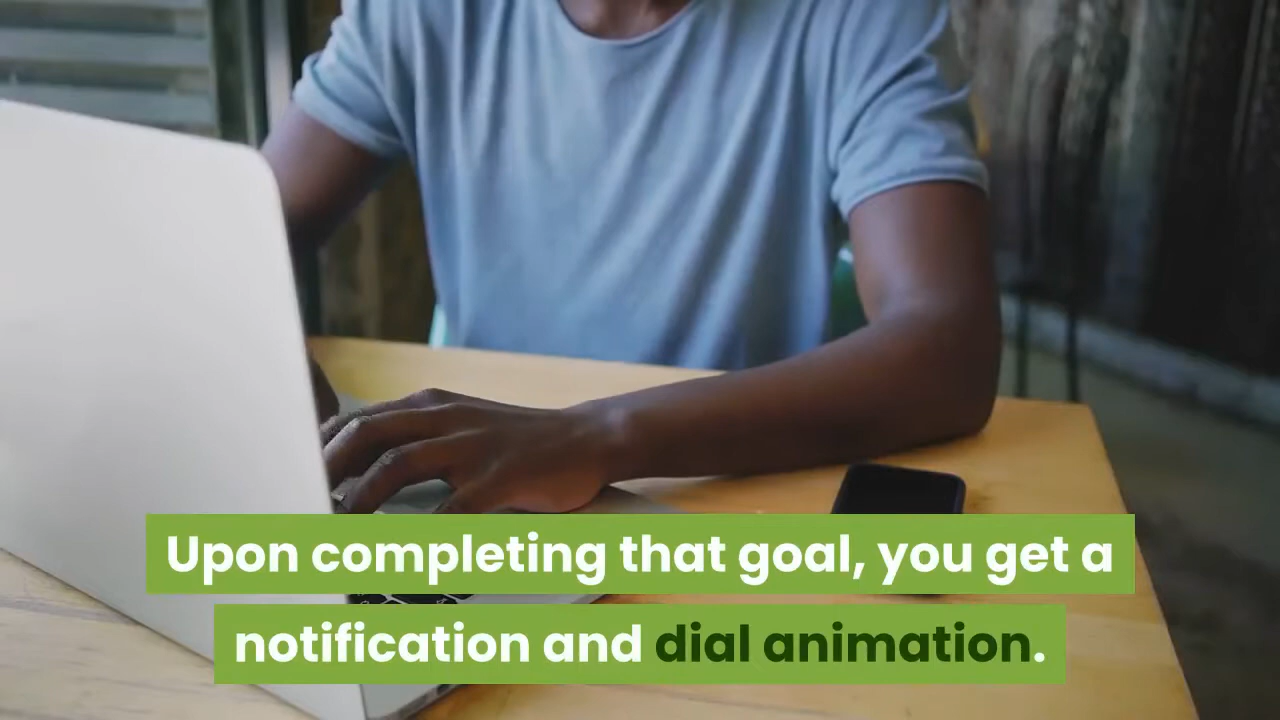 Upon completing that goal, you get a
notification and dial animation.